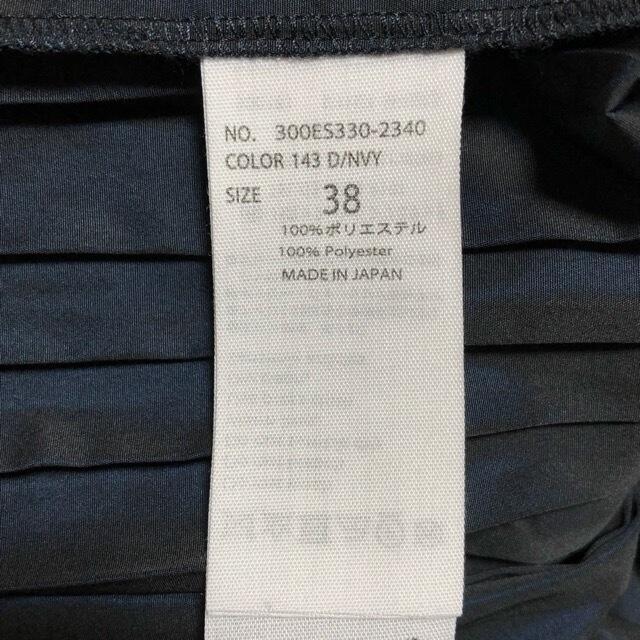 NO. 300ES330-2340
COLOR 143 D/NVY
SIZE 38
100%ポリエステル
100% Polyester
MADE IN JAPAN